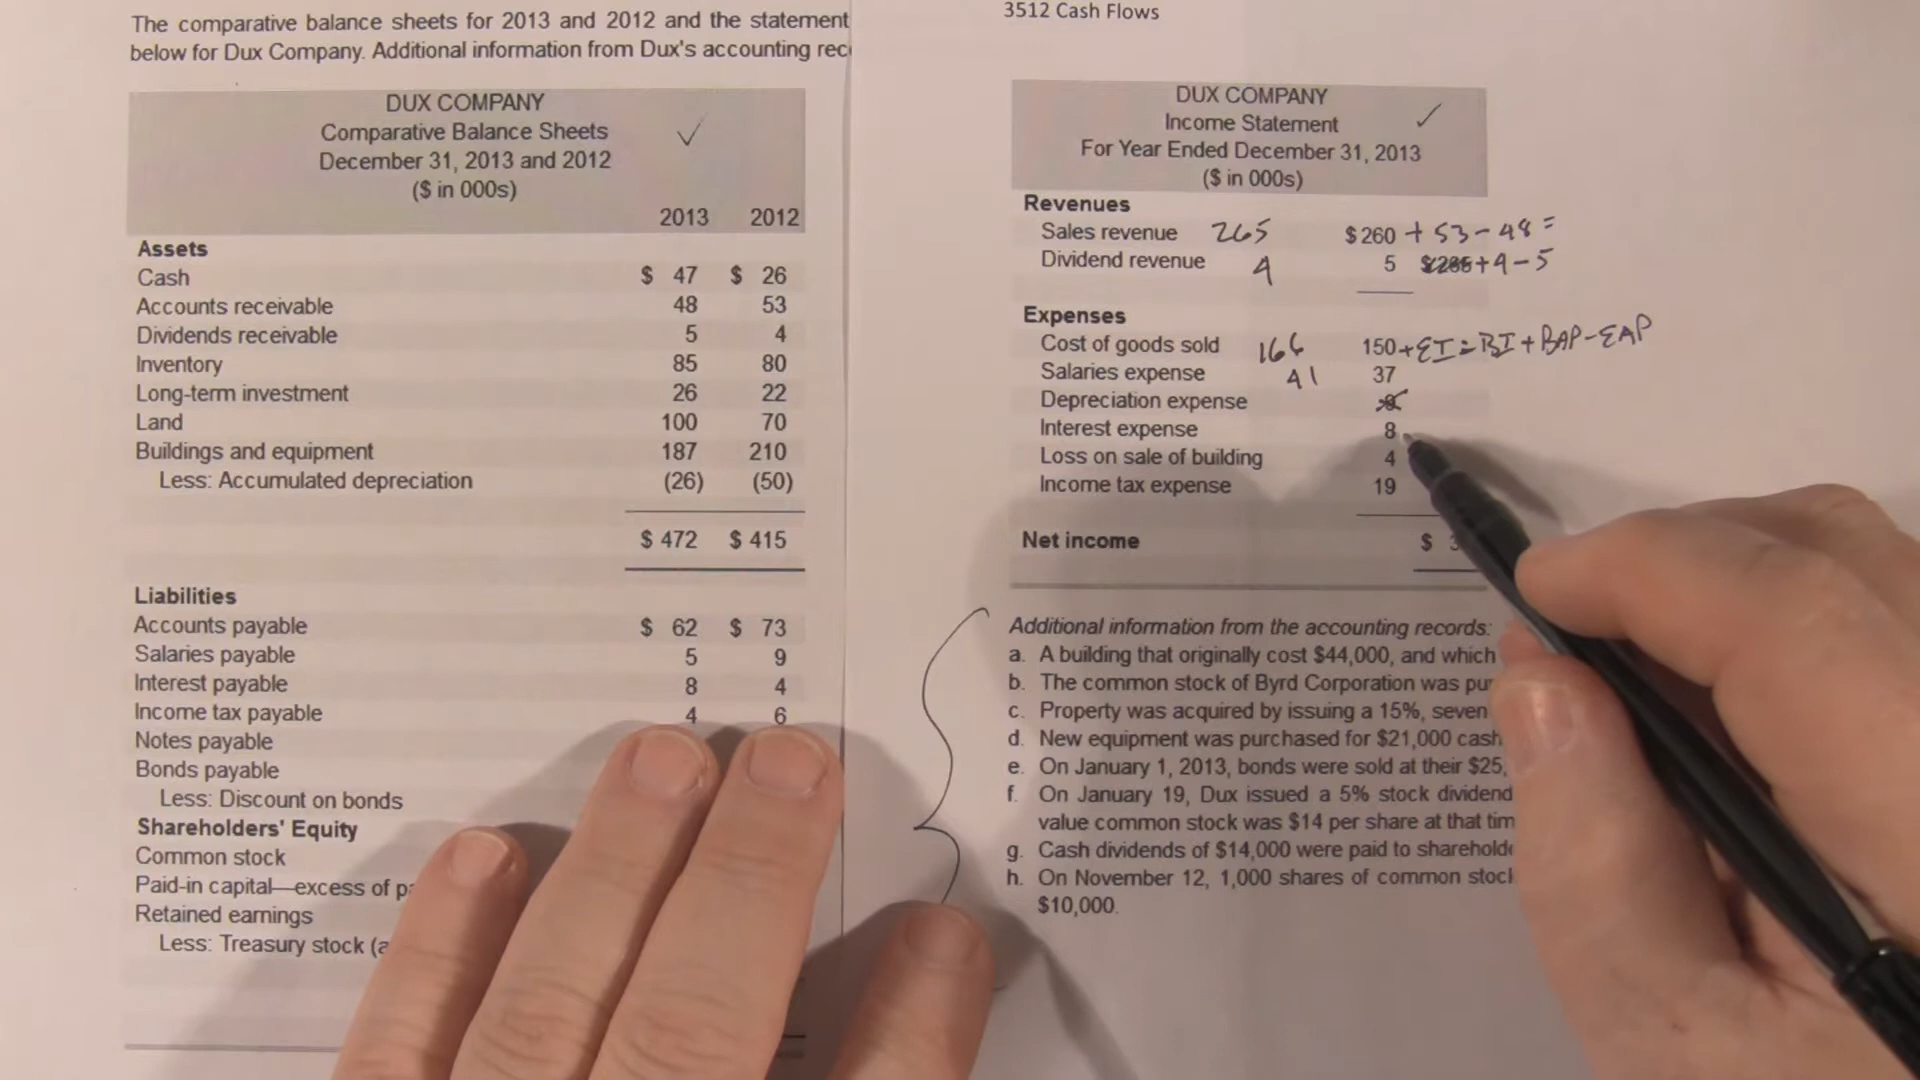 The comparative balance sheets for 2013 and 2012 and the statement
below for Dux Company. Additional information from Dux's accounting rec
DUX COMPANY
Comparative Balance Sheets ✓
December 31, 2013 and 2012
($ in 000s)
2013 2012
Assets
Cash $ 47 $ 26
Accounts receivable 48 53
Dividends receivable 5 4
Inventory 85 80
Long-term investment 26 22
Land 100 70
Buildings and equipment 187 210
Less: Accumulated depreciation (26) (50)
$ 472 $ 415
Liabilities
Accounts payable $ 62 $ 73
Salaries payable 5 9
Interest payable 8 4
Income tax payable 4 6
Notes payable
Bonds payable
Less: Discount on bonds
Shareholders' Equity
Common stock
Paid-in capital—excess of p
Retained earnings
Less: Treasury stock (a
3512 Cash Flows
DUX COMPANY
Income Statement ✓
For Year Ended December 31, 2013
($ in 000s)
Revenues
Sales revenue 265 $ 260 + 53 - 48 =
Dividend revenue 4 5 +4-5
Expenses
Cost of goods sold 166 150 + EI - BI + BAP - EAP
Salaries expense 41 37
Depreciation expense
Interest expense 8
Loss on sale of building 4
Income tax expense 19
Net income $
Additional information from the accounting records:
a. A building that originally cost $44,000, and which
b. The common stock of Byrd Corporation was pu
c. Property was acquired by issuing a 15%, seven
d. New equipment was purchased for $21,000 cash
e. On January 1, 2013, bonds were sold at their $25,
f. On January 19, Dux issued a 5% stock dividend
value common stock was $14 per share at that tim
g. Cash dividends of $14,000 were paid to sharehold
h. On November 12, 1,000 shares of common stock
$10,000.